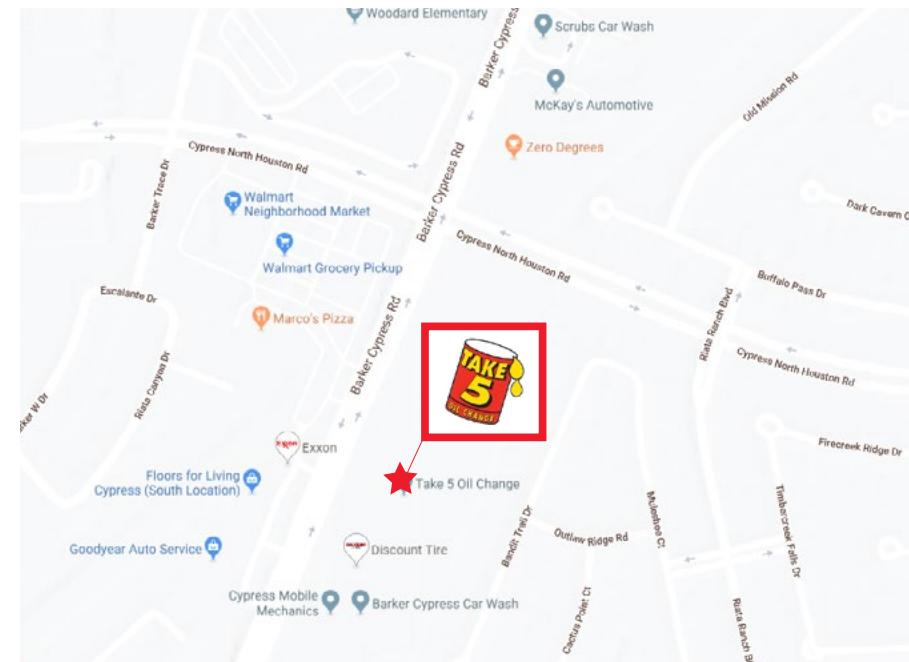 Woodard Elementary
Barker Cypress
Scrubs Car Wash
McKay's Automotive
Old Mission Rd
Zero Degrees
Cypress North Houston Rd
Barker Trace Dr
Barker Cypress Rd
Walmart
Neighborhood Market
Dark Cavern C
Cypress North Houston Rd
Walmart Grocery Pickup
Buffalo Pass Dr
Escalante Dr
Marco's Pizza
Barker Cypress Rd
Riata Ranch Blvd
Cypress North Houston Rd
Riata Canyon Dr
ker W Dr
TAKE
5
OIL CHANGE
Exxon
Exxon
Firecreek Ridge Dr
Floors for Living
Cypress (South Location)
Take 5 Oil Change
Muleshoe Ct
Timbercreek Falls Dr
Bandit Trail Dr
Outlaw Ridge Rd
Goodyear Auto Service
Discount Tire
Cypress Mobile
Mechanics
Barker Cypress Car Wash
Cactus Point Ct
Riata Ranch B